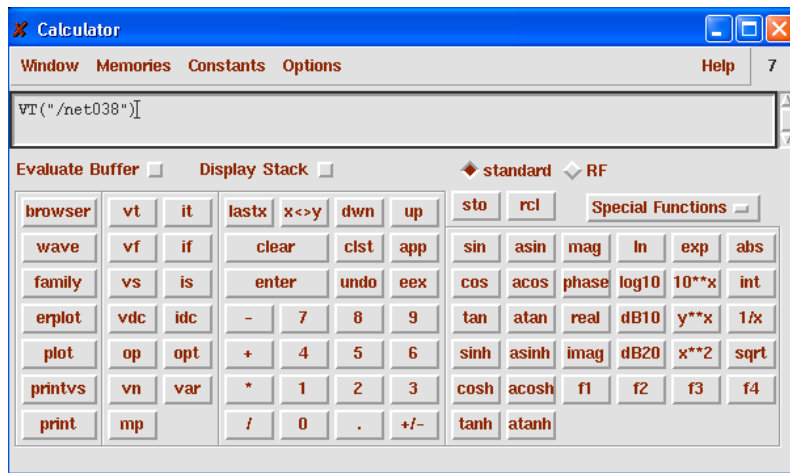 Calculator
Window Memories Constants Options Help 7
VT("/net038")
Evaluate Buffer Display Stack standard RF
browser vt it lastx x<>y dwn up sto rcl Special Functions
wave vf if clear clst app sin asin mag ln exp abs
family vs is enter undo eex cos acos phase log10 10**x int
erplot vdc idc - 7 8 9 tan atan real dB10 y**x 1/x
plot op opt + 4 5 6 sinh asinh imag dB20 x**2 sqrt
printvs vn var * 1 2 3 cosh acosh f1 f2 f3 f4
print mp / 0 . +/- tanh atanh